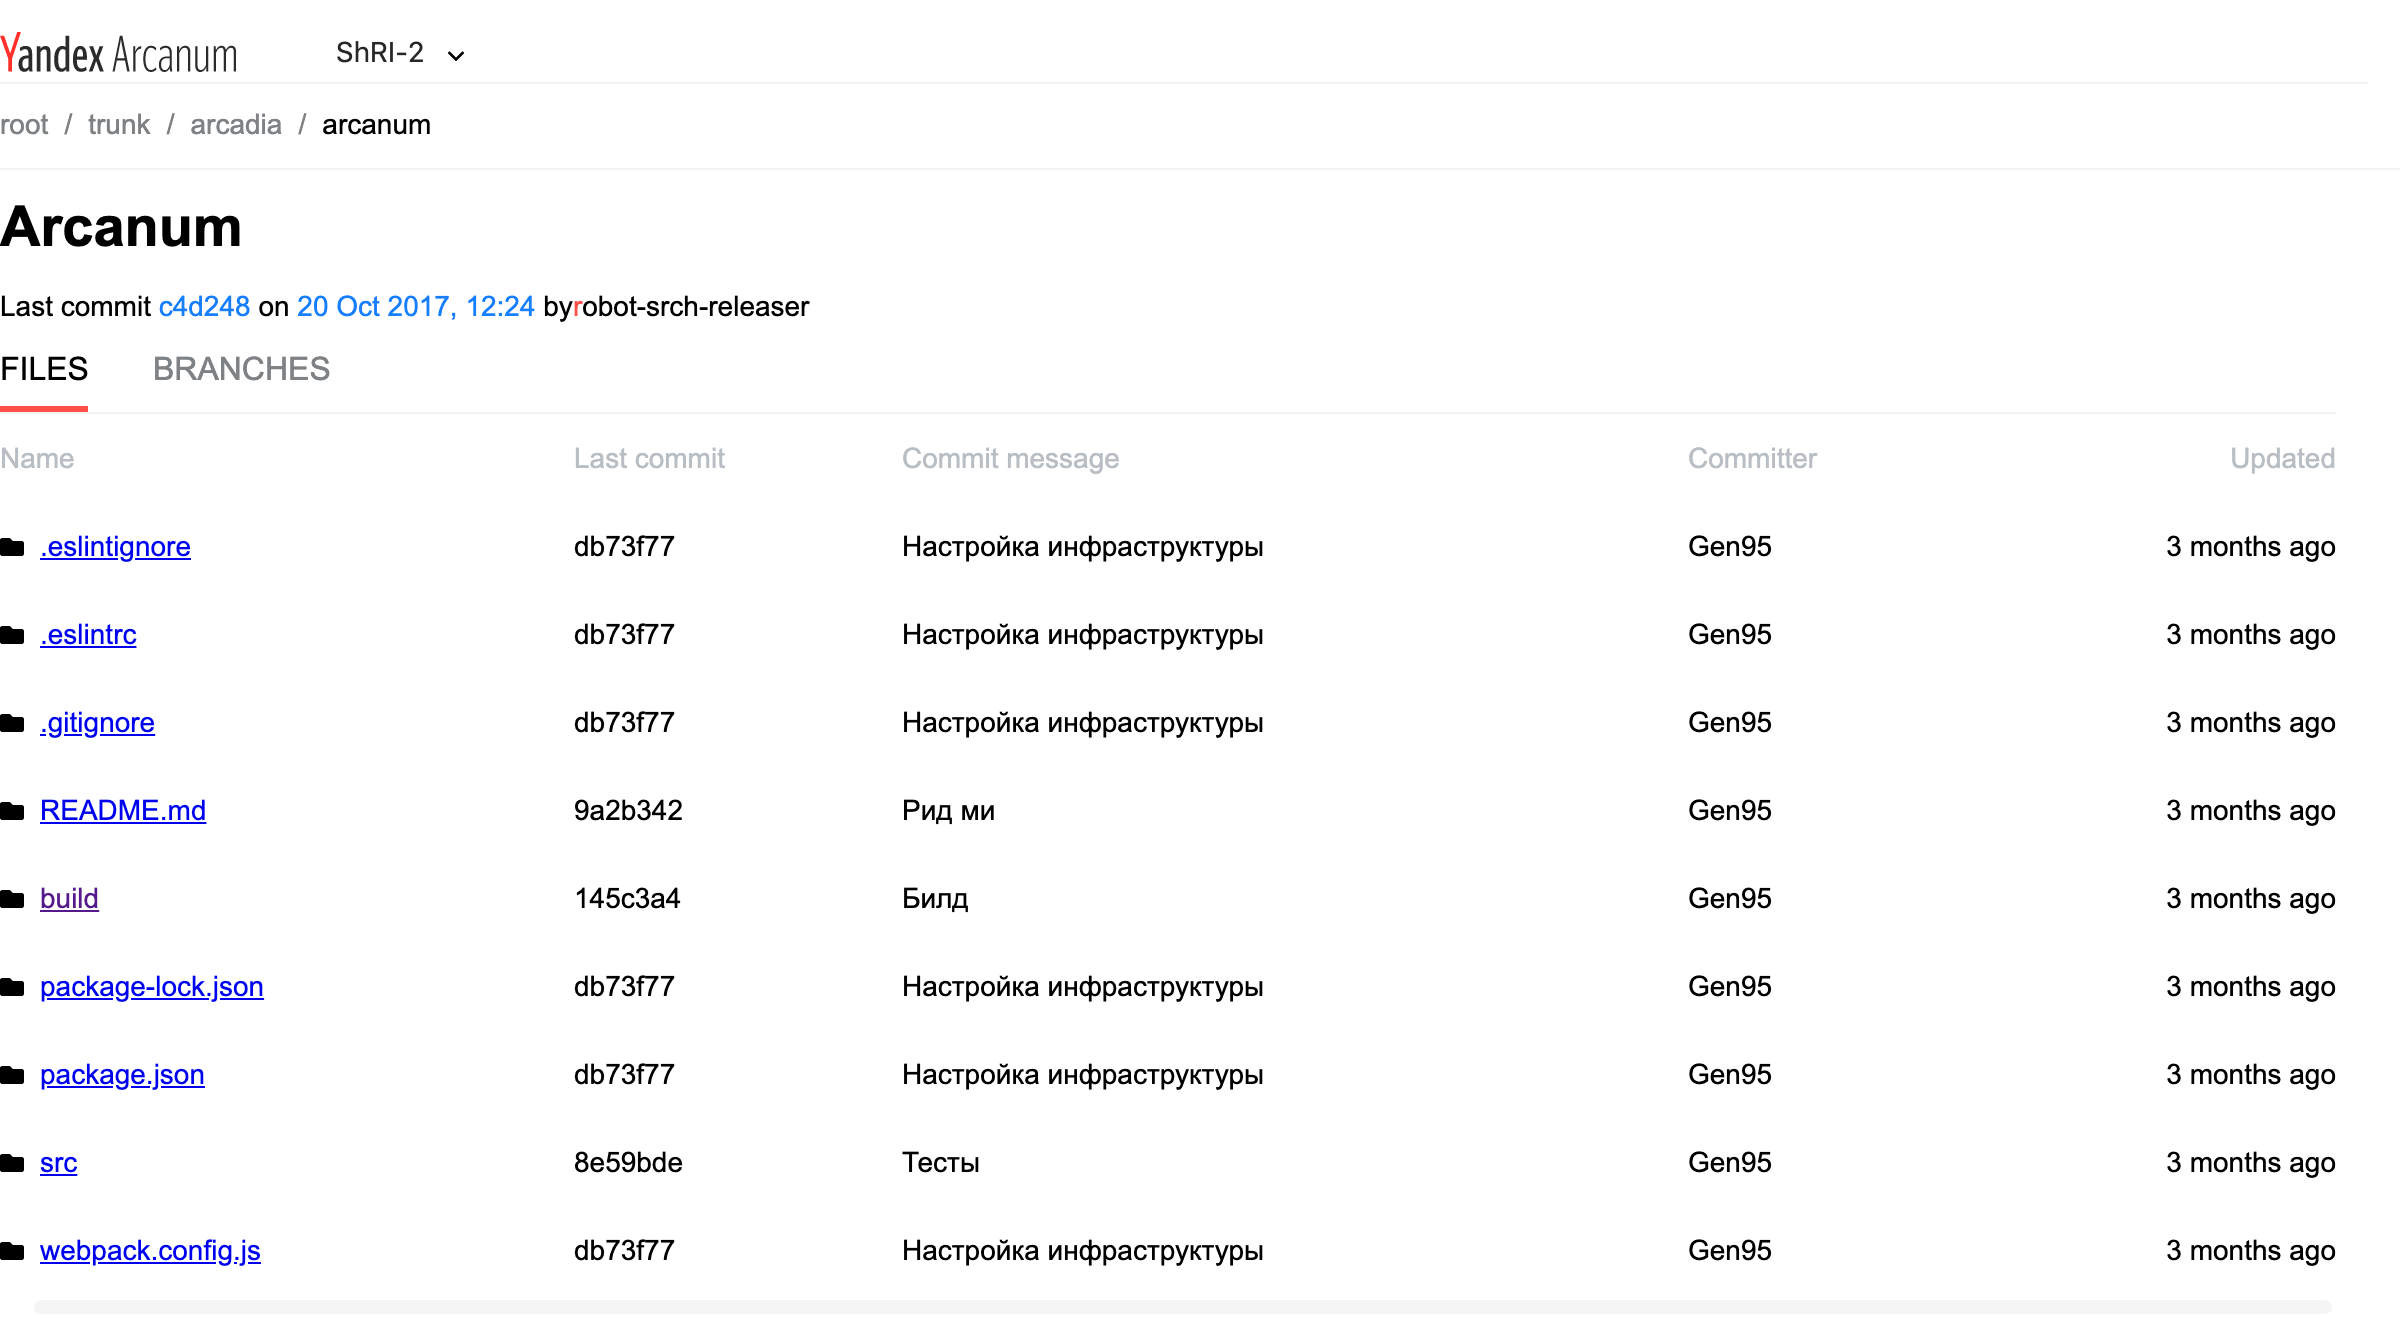 Yandex Arcanum ShRI-2
root / trunk / arcadia / arcanum
Arcanum
Last commit c4d248 on 20 Oct 2017, 12:24 byrobot-srch-releaser
FILES BRANCHES
Name Last commit Commit message Committer Updated
.eslintignore db73f77 Настройка инфраструктуры Gen95 3 months ago
.eslintrc db73f77 Настройка инфраструктуры Gen95 3 months ago
.gitignore db73f77 Настройка инфраструктуры Gen95 3 months ago
README.md 9a2b342 Рид ми Gen95 3 months ago
build 145c3a4 Билд Gen95 3 months ago
package-lock.json db73f77 Настройка инфраструктуры Gen95 3 months ago
package.json db73f77 Настройка инфраструктуры Gen95 3 months ago
src 8e59bde Тесты Gen95 3 months ago
webpack.config.js db73f77 Настройка инфраструктуры Gen95 3 months ago